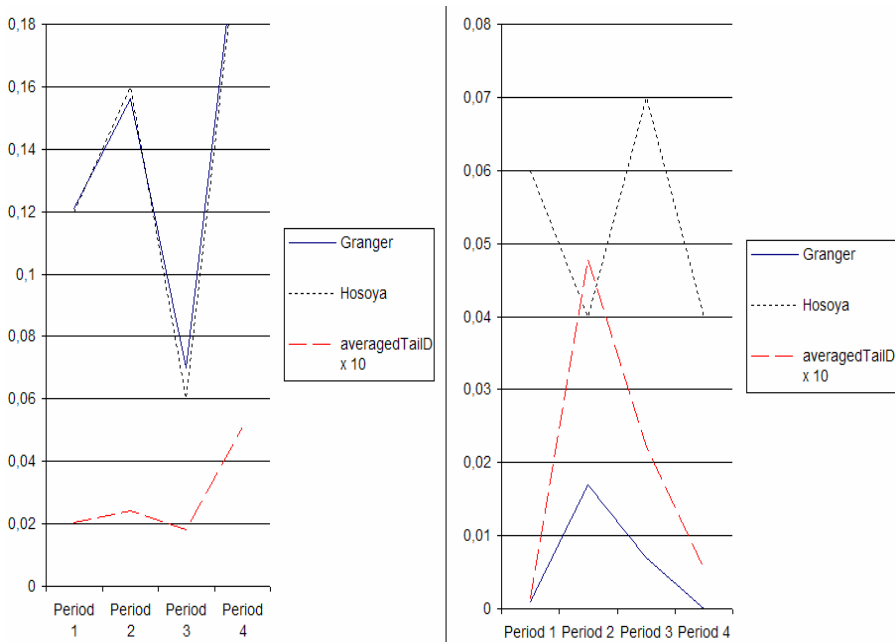 0,18
0,16
0,14
0,12
0,1
0,08
0,06
0,04
0,02
0
Period 1
Period 2
Period 3
Period 4
Granger
Hosoya
averagedTailD
x 10
0,08
0,07
0,06
0,05
0,04
0,03
0,02
0,01
0
Period 1 Period 2 Period 3 Period 4
Granger
Hosoya
averagedTailD
x 10